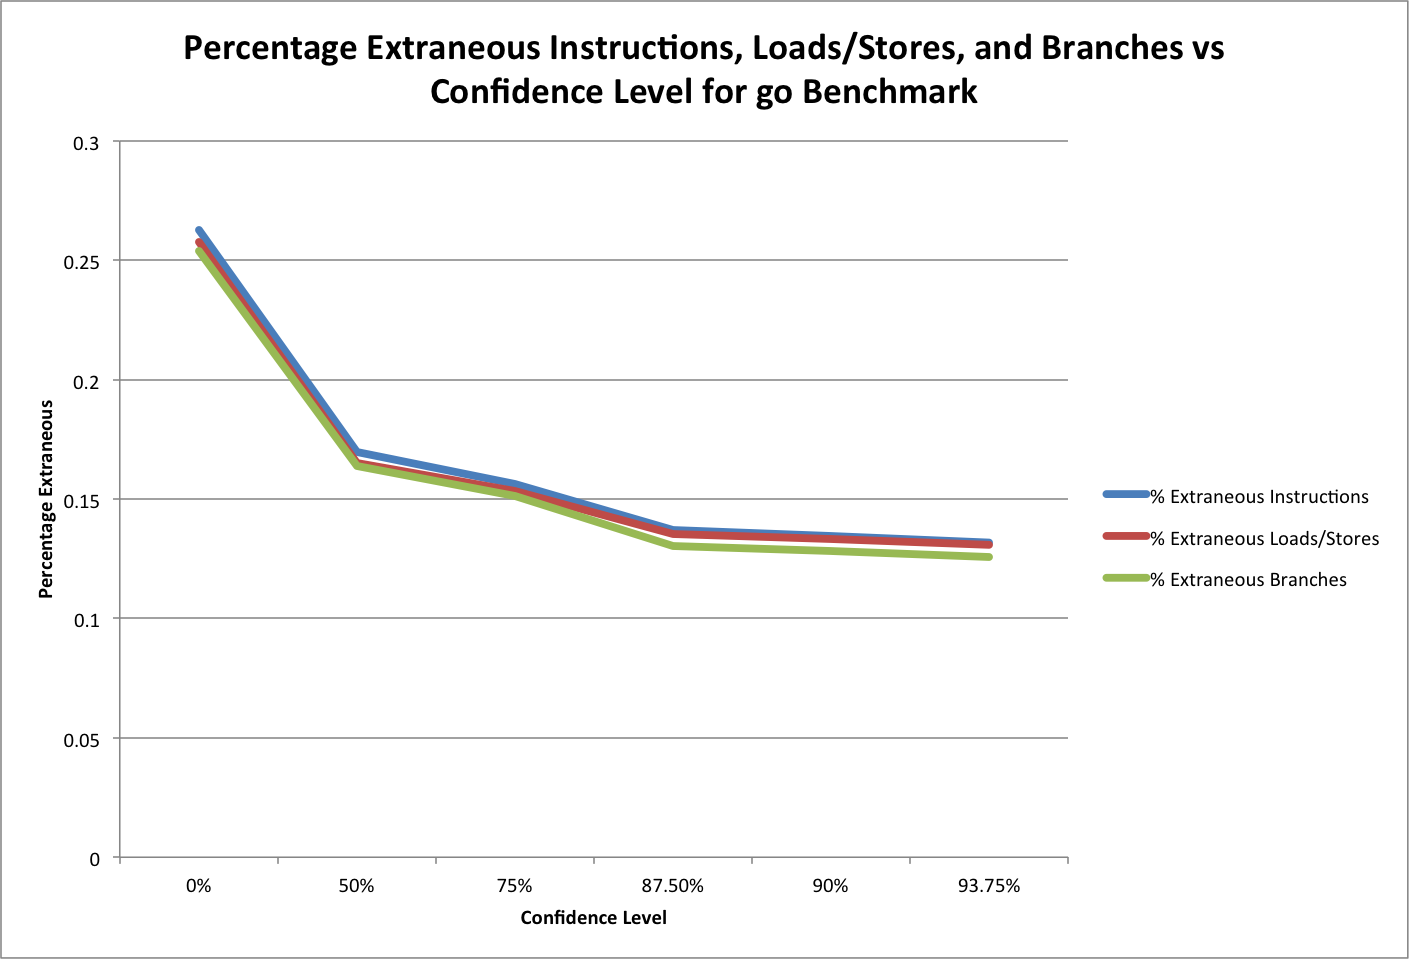 Percentage Extraneous Instructions, Loads/Stores, and Branches vs
Confidence Level for go Benchmark
0.3
0.25
0.2
0.15
0.1
0.05
0
Percentage Extraneous
0% 50% 75% 87.50% 90% 93.75%
Confidence Level
% Extraneous Instructions
% Extraneous Loads/Stores
% Extraneous Branches